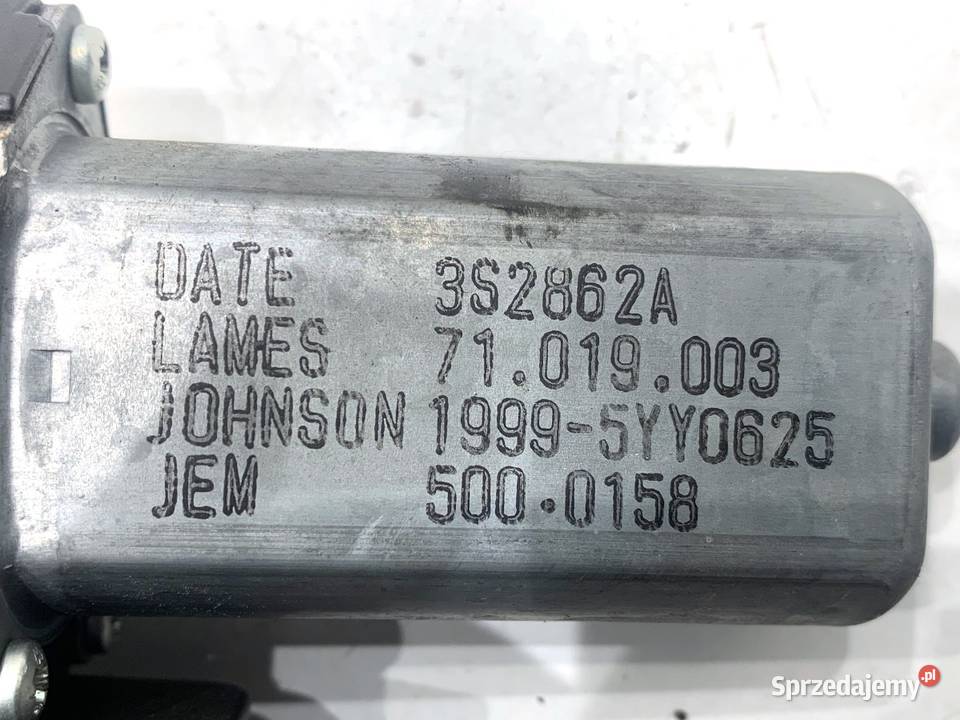 DATE 3S2862A
LAMES 71.019.003
JOHNSON 1999-5YY0625
JEM 500.0158
Sprzedajemy.pl